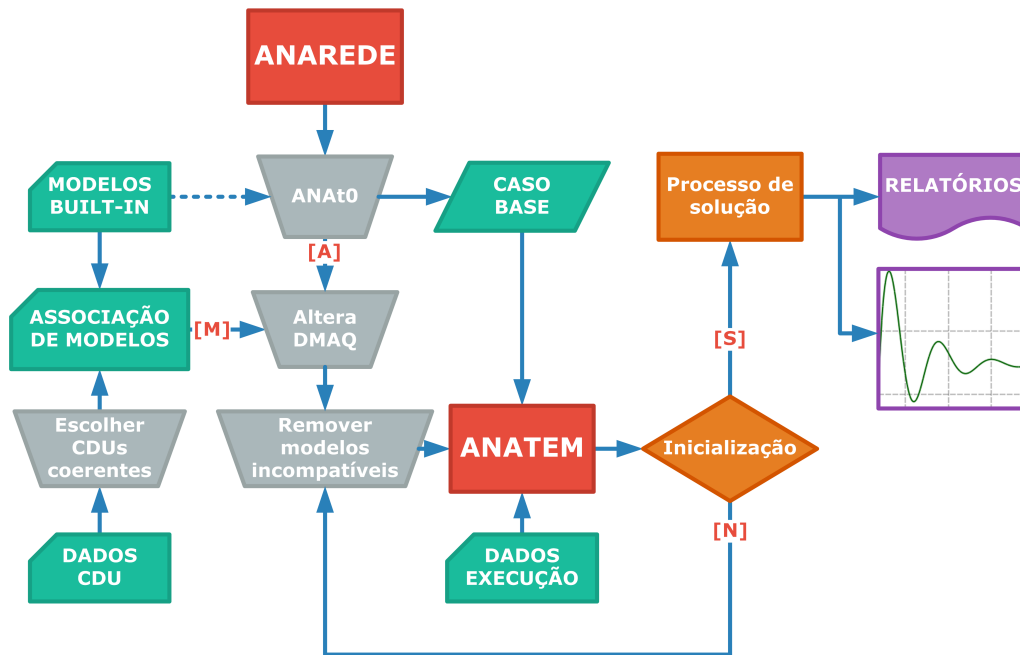 ANAREDE
MODELOS
BUILT-IN
ANAt0
CASO
BASE
Processo de
solução
RELATÓRIOS
[A]
ASSOCIAÇÃO
DE MODELOS
[M]
Altera
DMAQ
[S]
Escolher
CDUs
coerentes
Remover
modelos
incompatíveis
ANATEM
Inicialização
[N]
DADOS
CDU
DADOS
EXECUÇÃO